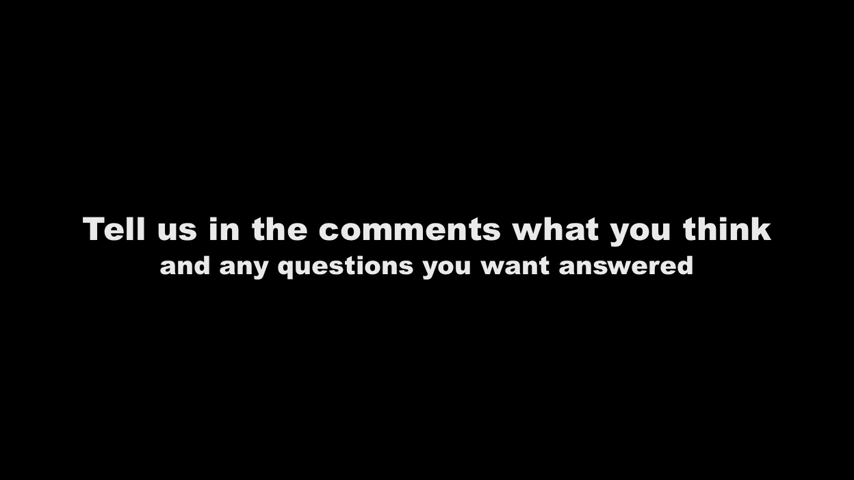 Tell us in the comments what you think
and any questions you want answered